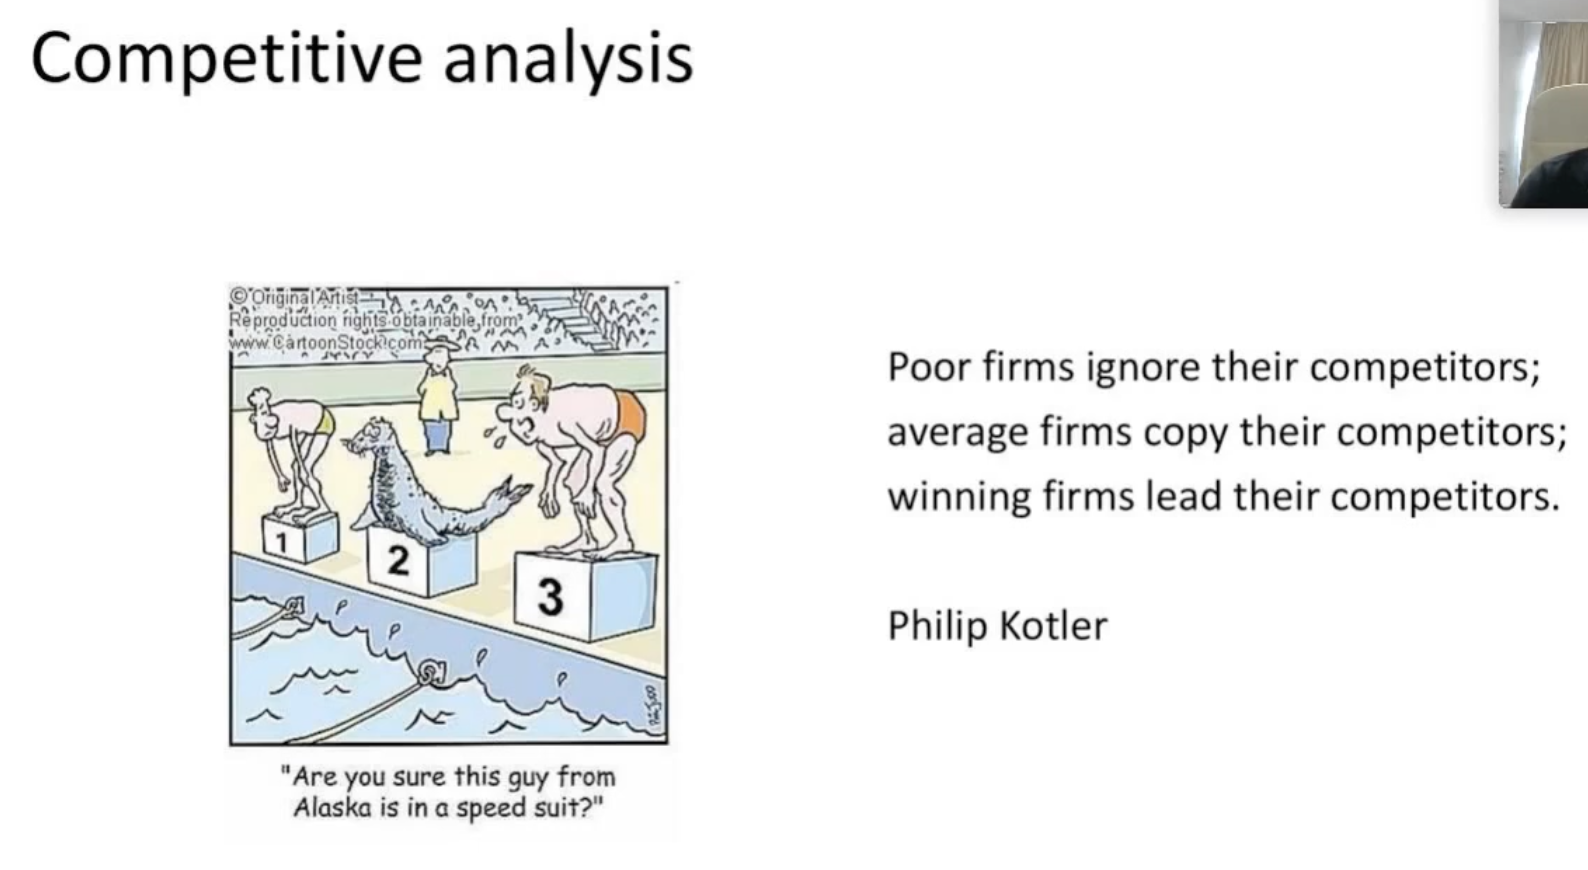 Competitive analysis
© Original Artist
Reproduction rights obtainable from
www.CartoonStock.com
1
2
3
"Are you sure this guy from
Alaska is in a speed suit?"
Poor firms ignore their competitors;
average firms copy their competitors;
winning firms lead their competitors.
Philip Kotler